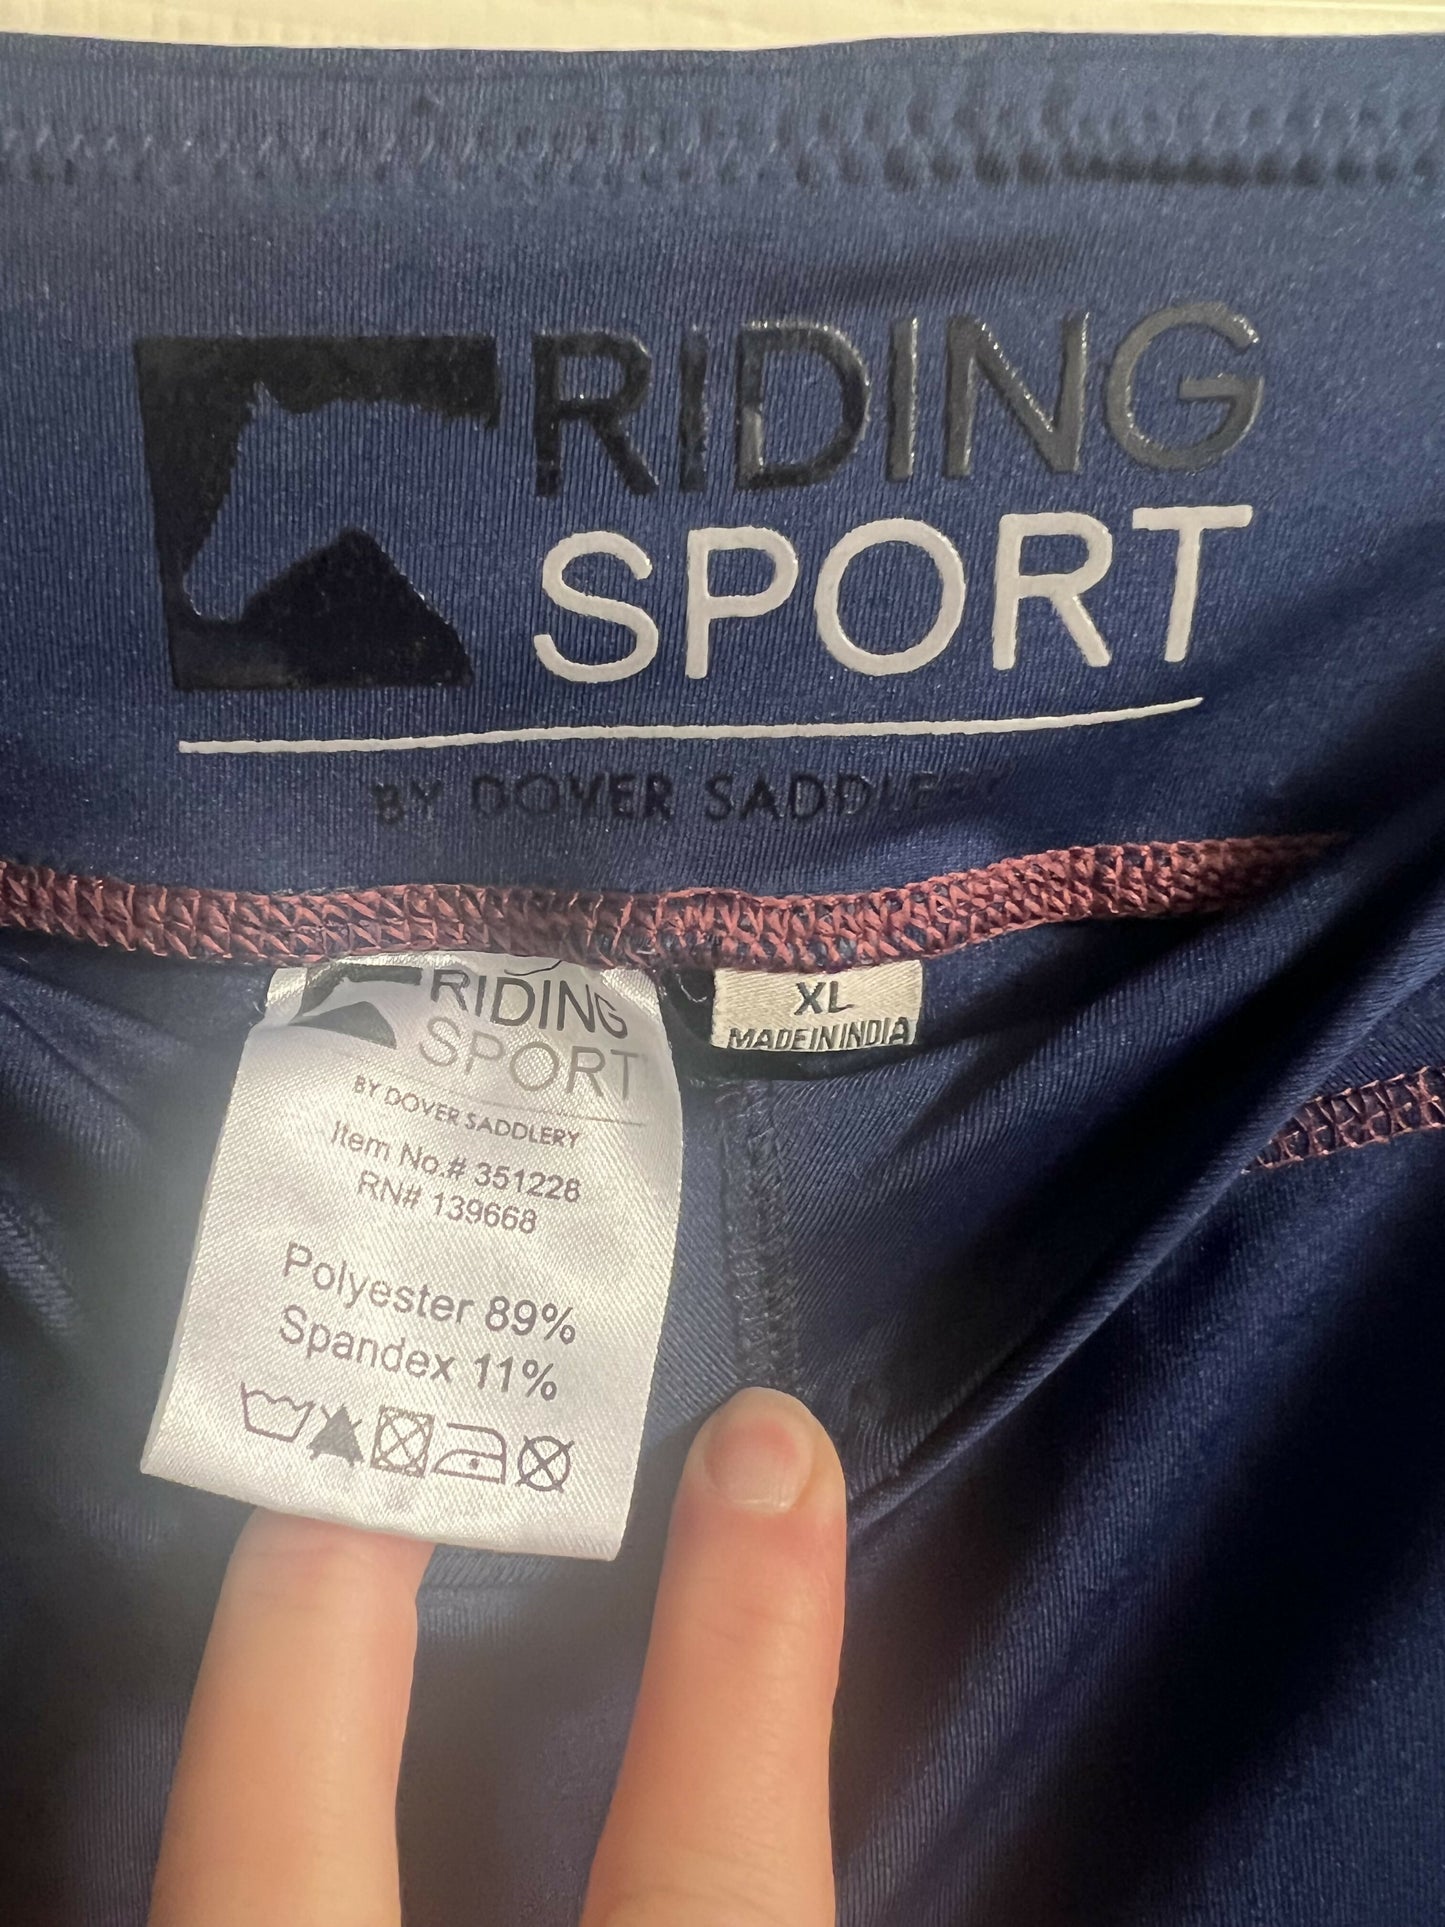 RIDING
SPORT
BY DOVER SADDLERY
RIDING
SPORT
BY DOVER SADDLERY
Item No.# 351228
RN# 139668
Polyester 89%
Spandex 11%
XL
MADE IN INDIA